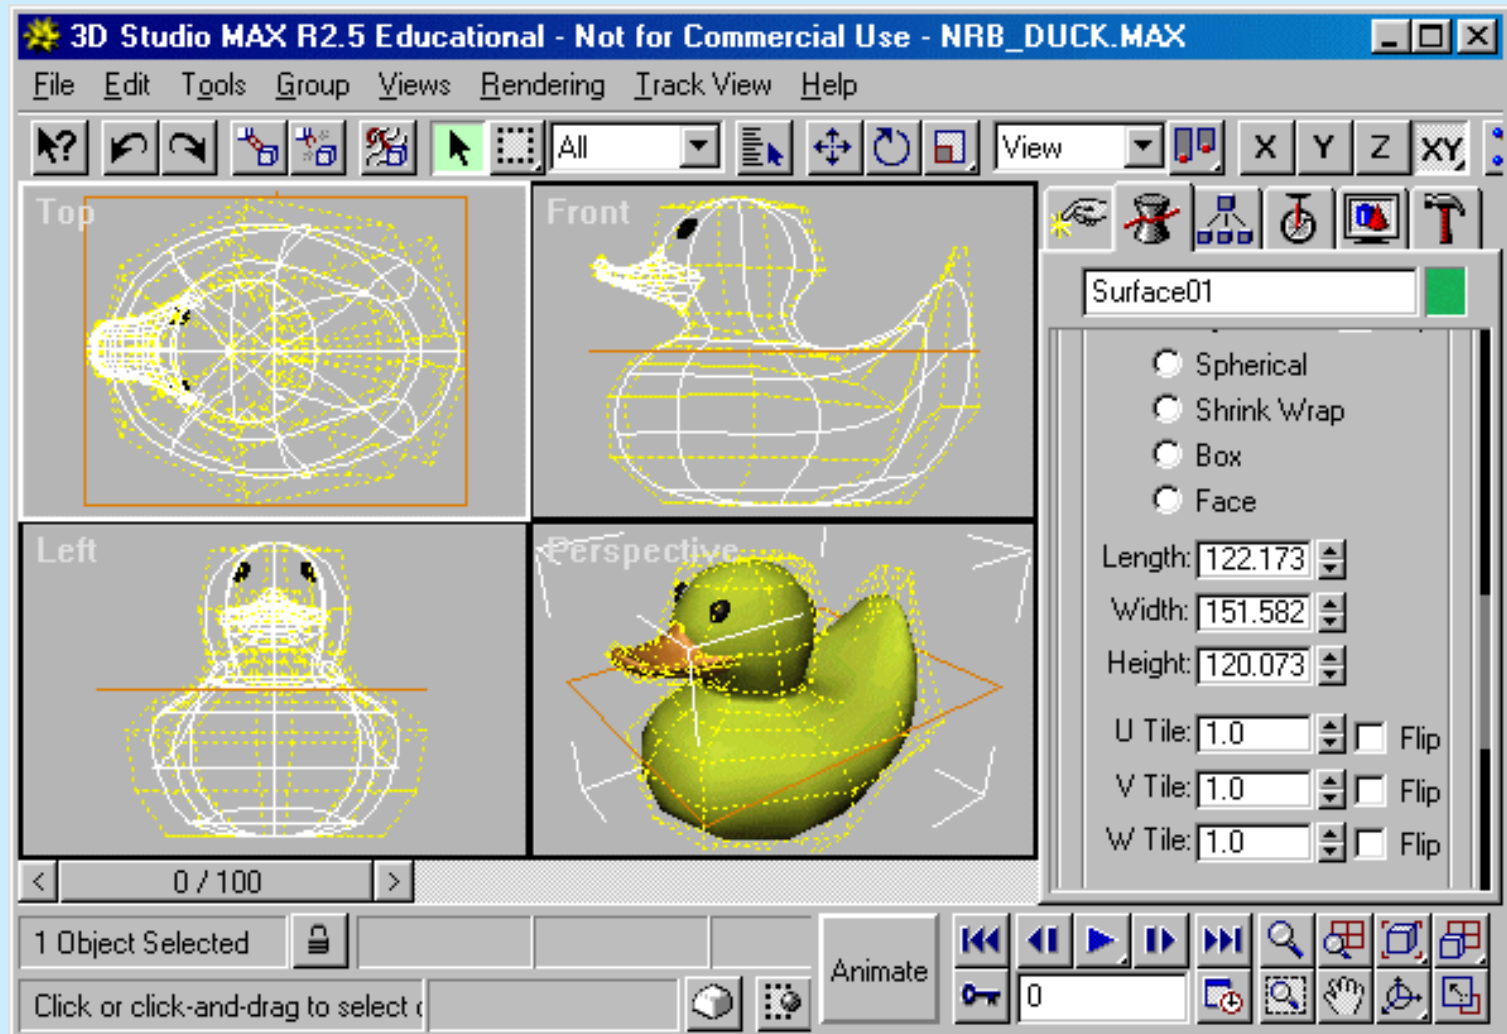 3D Studio MAX R2.5 Educational - Not for Commercial Use - NRB_DUCK.MAX
File Edit Tools Group Views Rendering Track View Help
All View X Y Z XY
Top Front
Surface01
Spherical
Shrink Wrap
Box
Face
Left Perspective
Length: 122.173
Width: 151.582
Height: 120.073
U Tile: 1.0 Flip
V Tile: 1.0 Flip
W Tile: 1.0 Flip
< 0 / 100 >
1 Object Selected
Animate
Click or click-and-drag to select
0